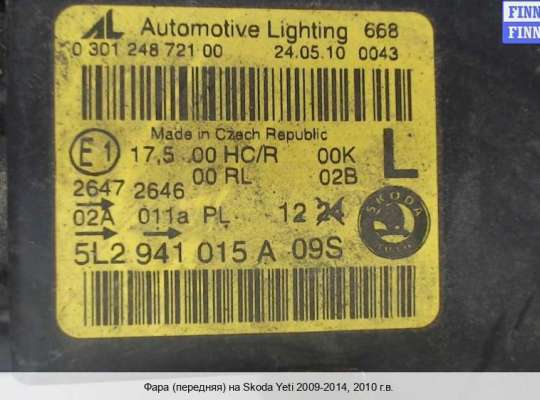 AL Automotive Lighting 668
0 301 248 721 00 24.05.10 0043
Made in Czech Republic
E1 17,5 00 HC/R 00K L
00 RL 02B
2647 2646
02A 011a PL 12 24
SKODA
5L2 941 015 A 09S
FINN
FINN
Фара (передняя) на Skoda Yeti 2009-2014, 2010 г.в.